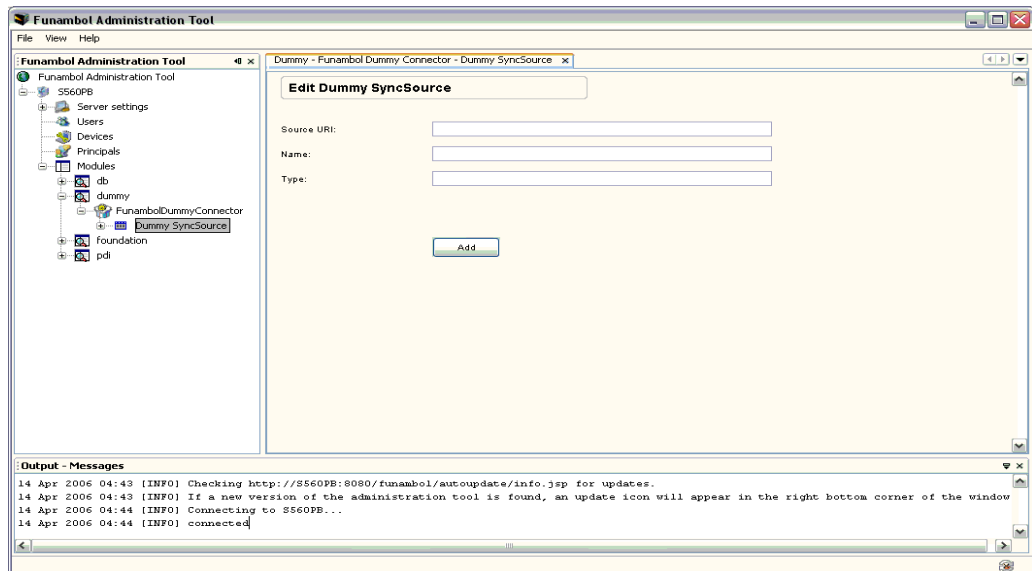 Funambol Administration Tool
File View Help
Funambol Administration Tool
Funambol Administration Tool
S560PB
Server settings
Users
Devices
Principals
Modules
db
dummy
FunambolDummyConnector
Dummy SyncSource
foundation
pdi
Dummy - Funambol Dummy Connector - Dummy SyncSource
Edit Dummy SyncSource
Source URI:
Name:
Type:
Add
Output - Messages
14 Apr 2006 04:43 [INFO] Checking http://S560PB:8080/funambol/autoupdate/info.jsp for updates.
14 Apr 2006 04:43 [INFO] If a new version of the administration tool is found, an update icon will appear in the right bottom corner of the window
14 Apr 2006 04:44 [INFO] Connecting to S560PB...
14 Apr 2006 04:44 [INFO] connected